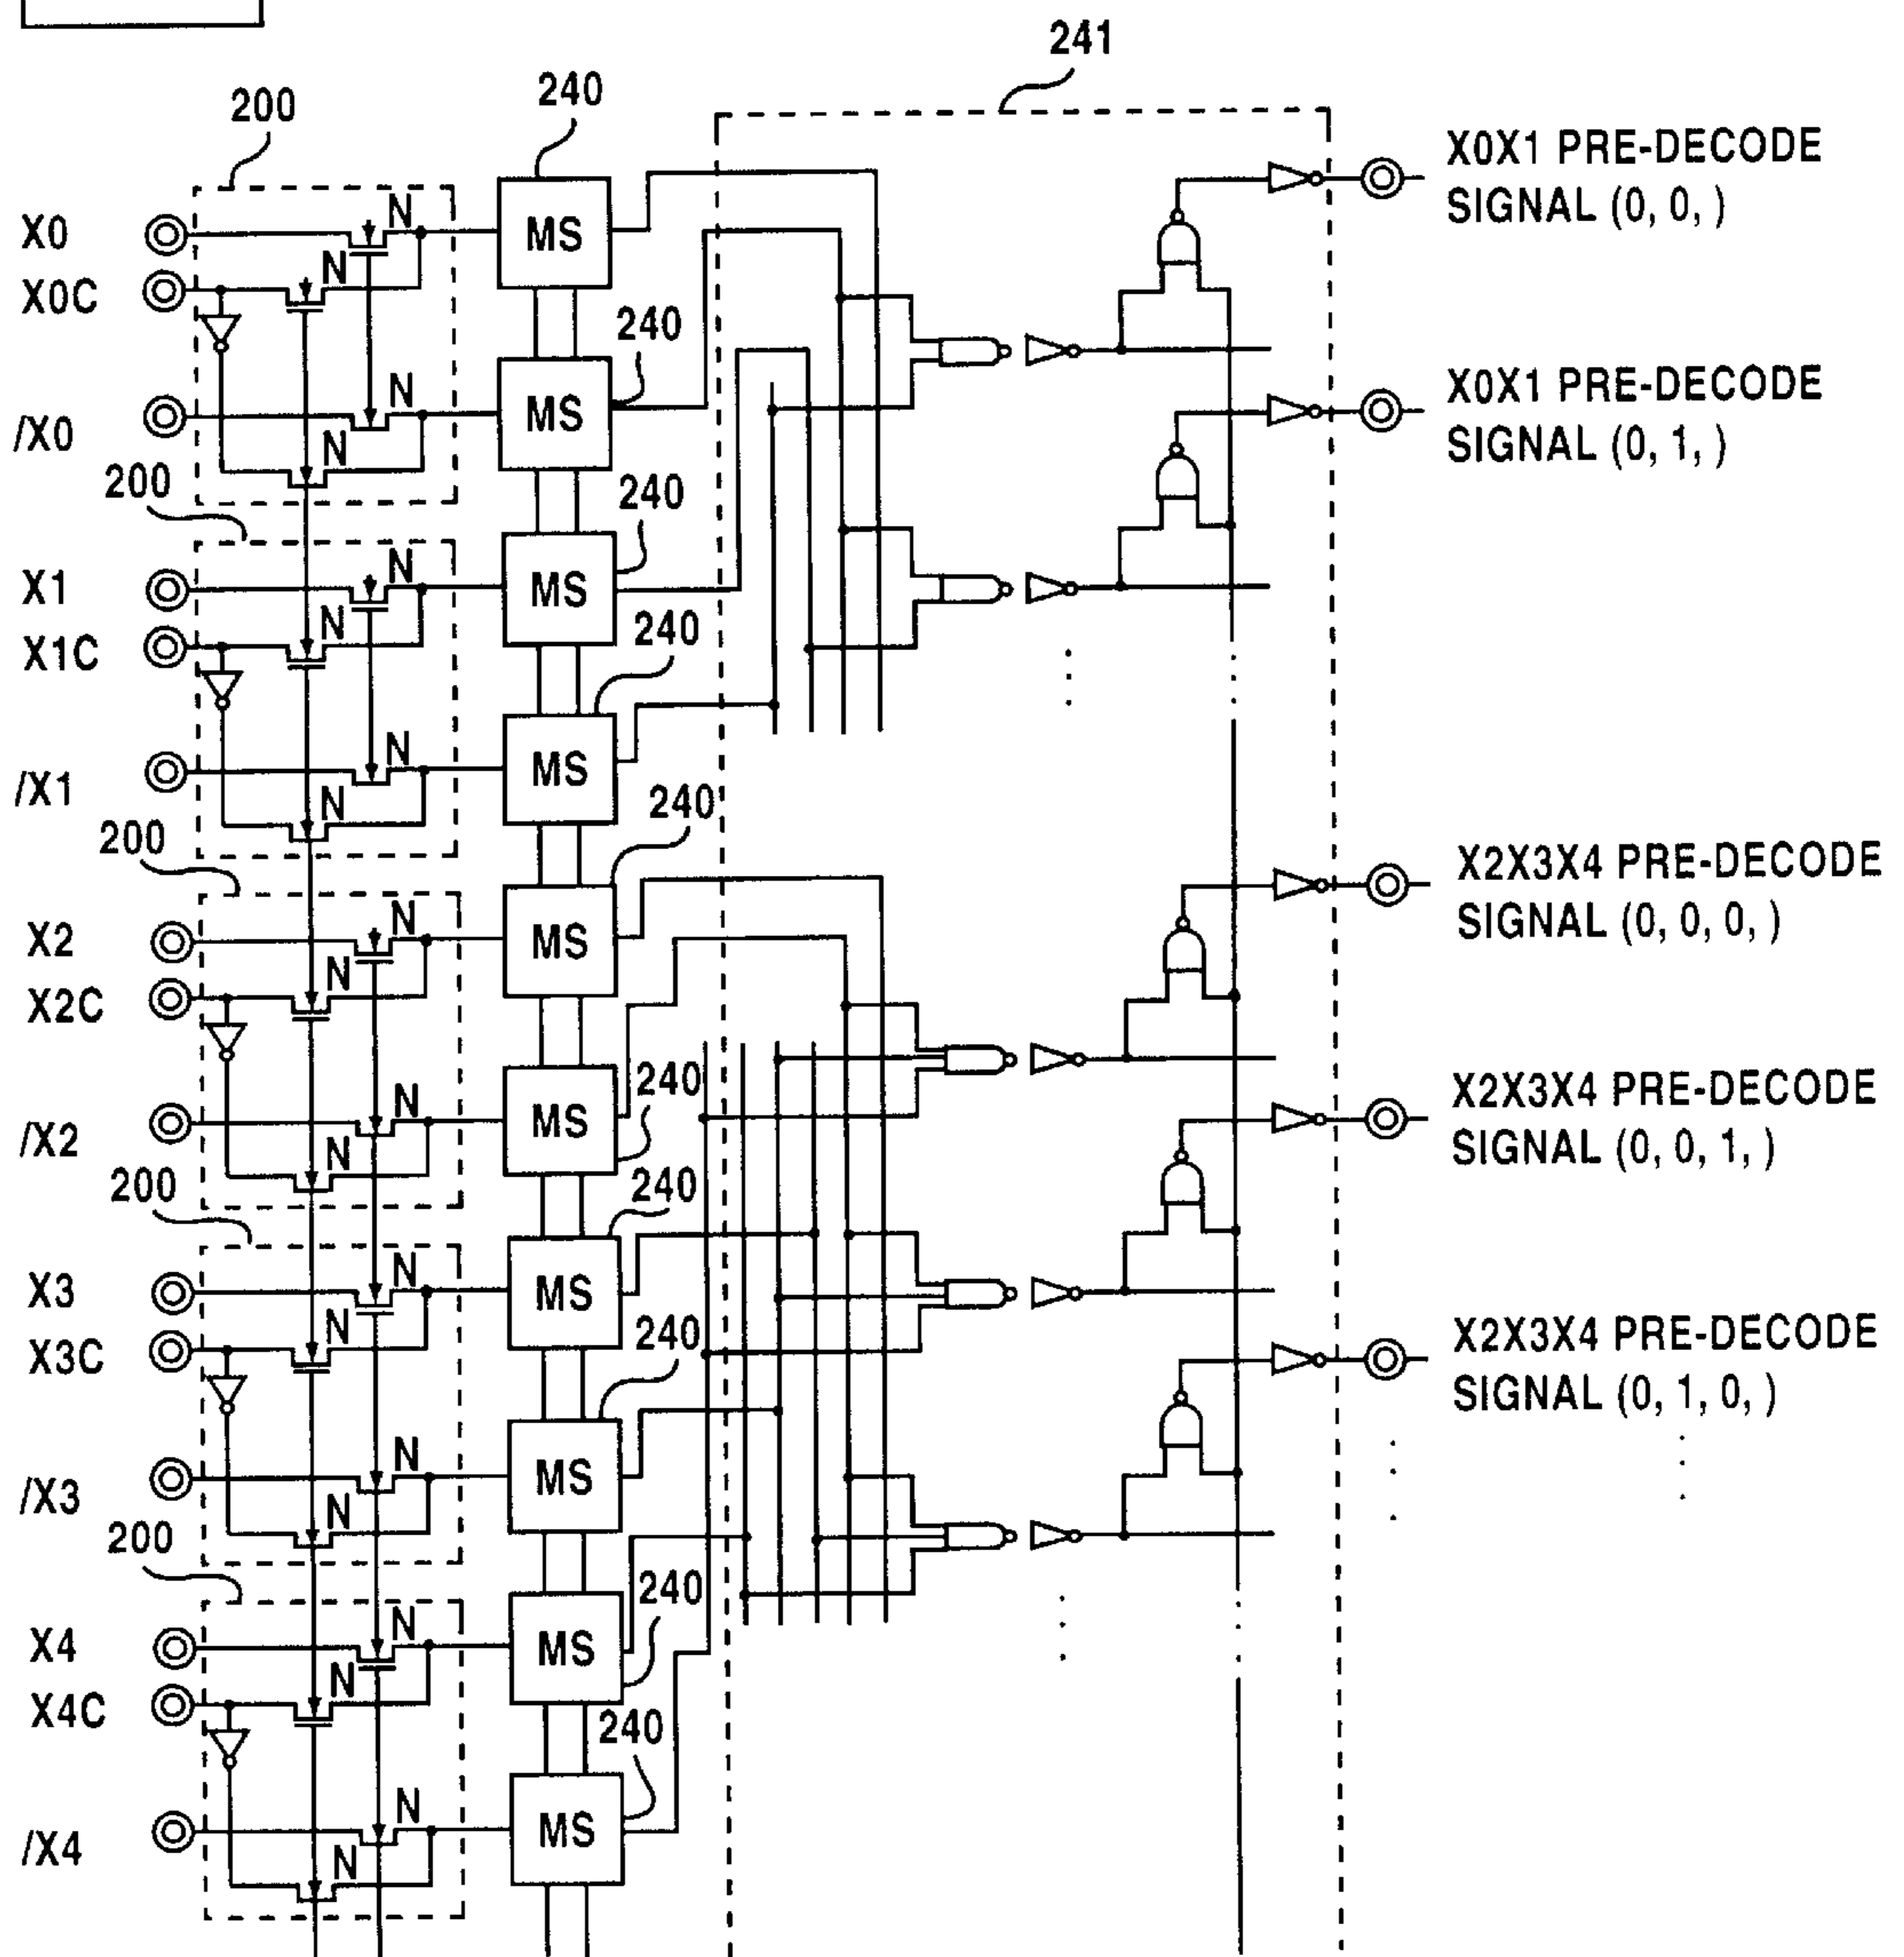 241
200
240
X0X1 PRE-DECODE
SIGNAL (0, 0, )
X0
N
MS
X0C
N
240
/X0
N
MS
N
X0X1 PRE-DECODE
SIGNAL (0, 1, )
200
240
X1
N
MS
X1C
N
240
/X1
N
MS
N
200
240
X2X3X4 PRE-DECODE
SIGNAL (0, 0, 0, )
X2
N
MS
X2C
N
240
/X2
N
MS
N
X2X3X4 PRE-DECODE
SIGNAL (0, 0, 1, )
200
240
X3
N
MS
X3C
N
240
X2X3X4 PRE-DECODE
SIGNAL (0, 1, 0, )
/X3
N
MS
N
200
240
X4
N
MS
X4C
N
240
/X4
N
MS
N